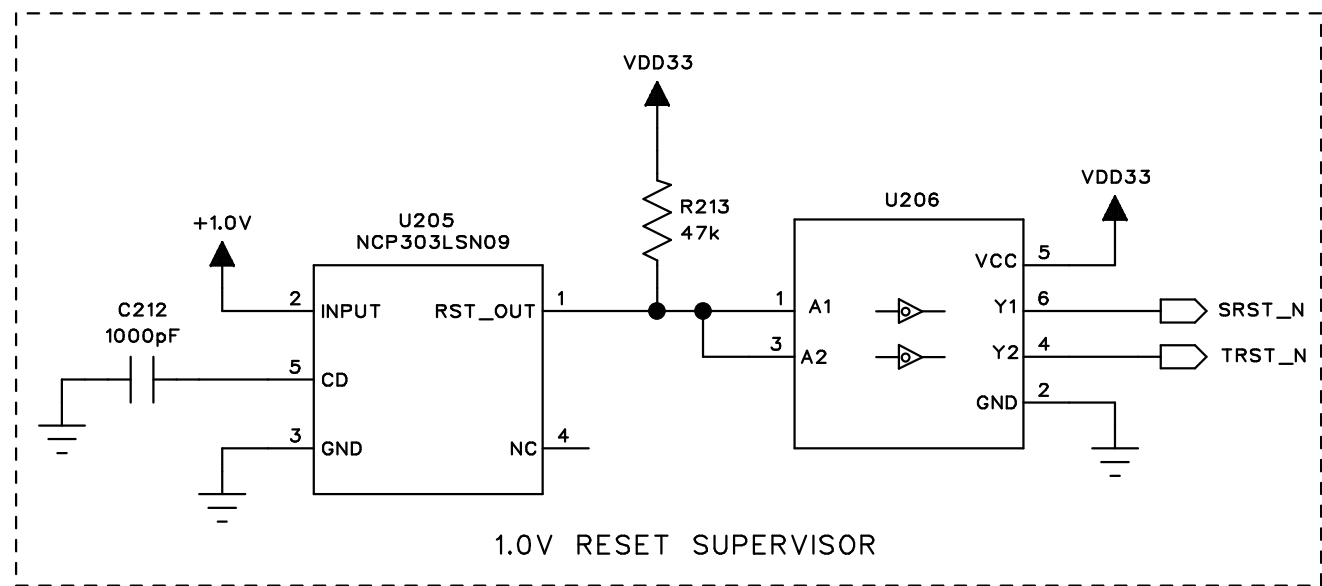 VDD33
R213
47k
+1.0V
C212
1000pF
U205
NCP303LSN09
2 INPUT RST_OUT 1
5 CD
3 GND NC 4
U206
VDD33
VCC 5
1 A1 Y1 6 SRST_N
3 A2 Y2 4 TRST_N
GND 2
1.0V RESET SUPERVISOR